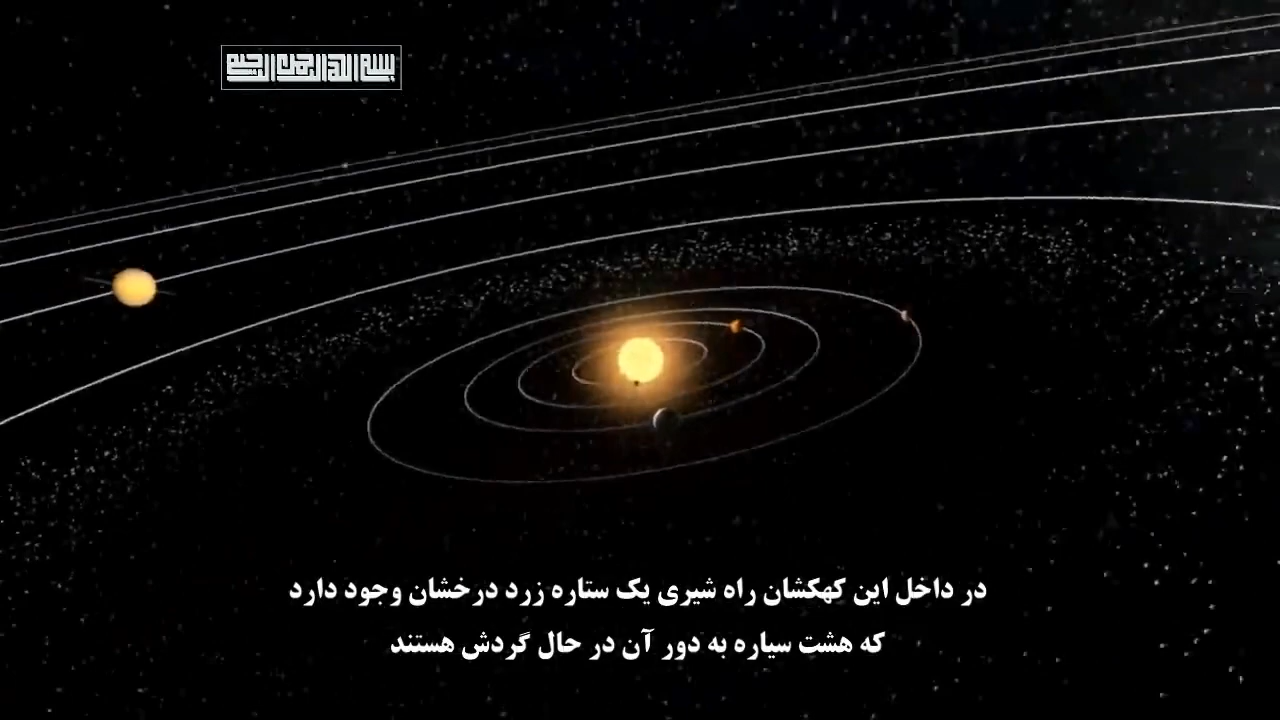 بسم الله الرحمن الرحیم
در داخل این کهکشان راه شیری یک ستاره زرد درخشان وجود دارد
که هشت سیاره به دور آن در حال گردش هستند